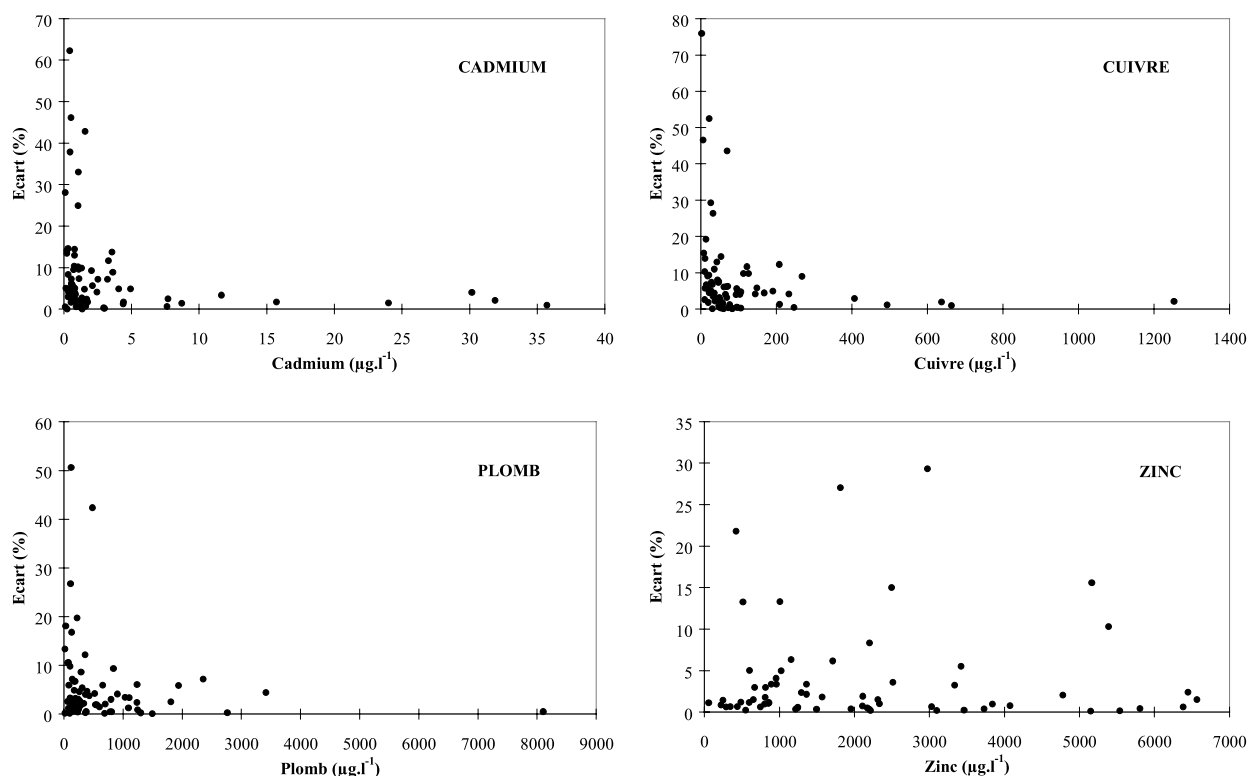 CADMIUM
Ecart (%)
70
60
50
40
30
20
10
0
0 5 10 15 20 25 30 35 40
Cadmium (µg.l-1)
CUIVRE
Ecart (%)
80
70
60
50
40
30
20
10
0
0 200 400 600 800 1000 1200 1400
Cuivre (µg.l-1)
PLOMB
Ecart (%)
60
50
40
30
20
10
0
0 1000 2000 3000 4000 5000 6000 7000 8000 9000
Plomb (µg.l-1)
ZINC
Ecart (%)
35
30
25
20
15
10
5
0
0 1000 2000 3000 4000 5000 6000 7000
Zinc (µg.l-1)